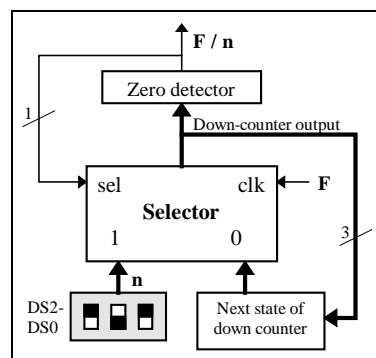 F / n
Zero detector
1
Down-counter output
sel
clk
F
Selector
1
0
3
n
DS2-
DS0
Next state of
down counter